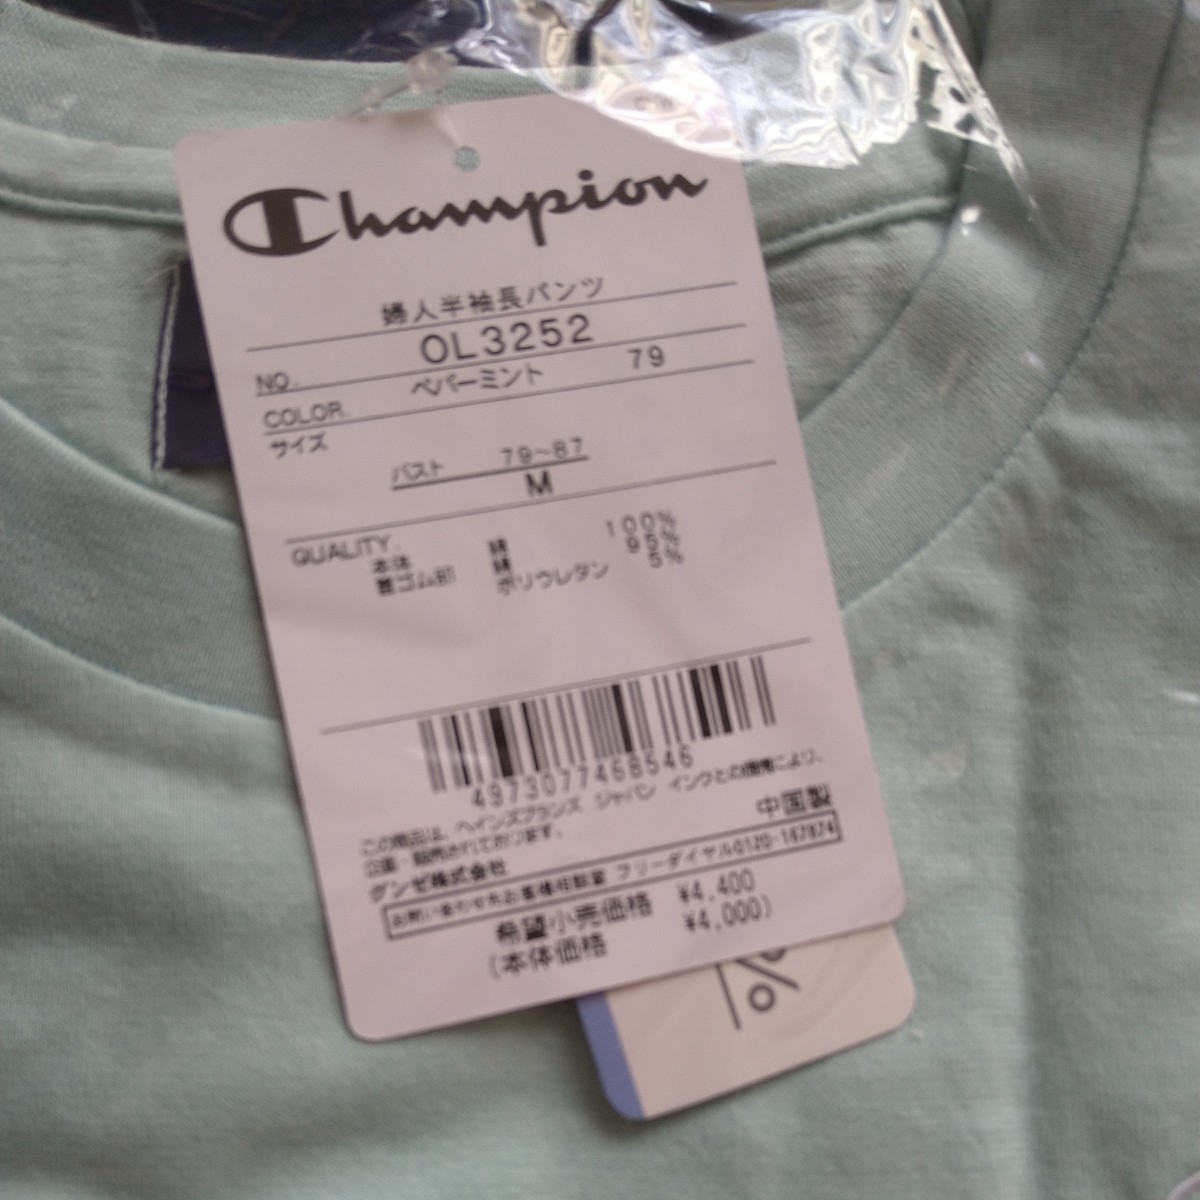 Champion
婦人半袖長パンツ
NO. OL3252
COLOR. ペパーミント 79
サイズ
バスト 79~87
M
QUALITY.
本体 綿 100%
首ゴム部 綿 95%
ポリウレタン 5%
4973077468546
この商品は、ヘインズブランズ ジャパン インクとの提携により、
企画・販売されております。
グンゼ株式会社 中国製
お問い合わせ先お客様相談室 フリーダイヤル0120-167874
希望小売価格 ¥4,400
(本体価格 ¥4,000)
%